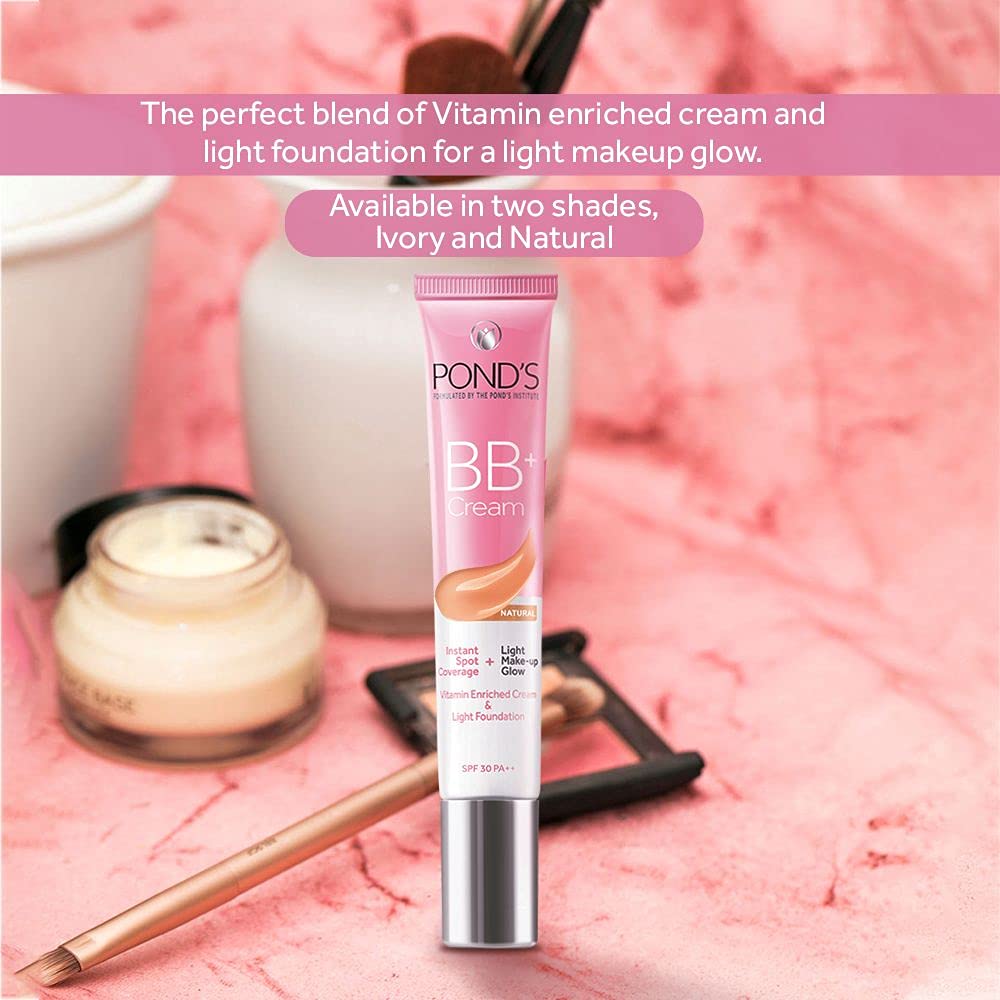 The perfect blend of Vitamin enriched cream and
light foundation for a light makeup glow.
Available in two shades,
Ivory and Natural
POND'S
FORMULATED BY THE POND'S INSTITUTE
BB+
Cream
NATURAL
Instant
Spot
Coverage
+
Light
Make-up
Glow
Vitamin Enriched Cream
&
Light Foundation
SPF 30 PA++
BASE